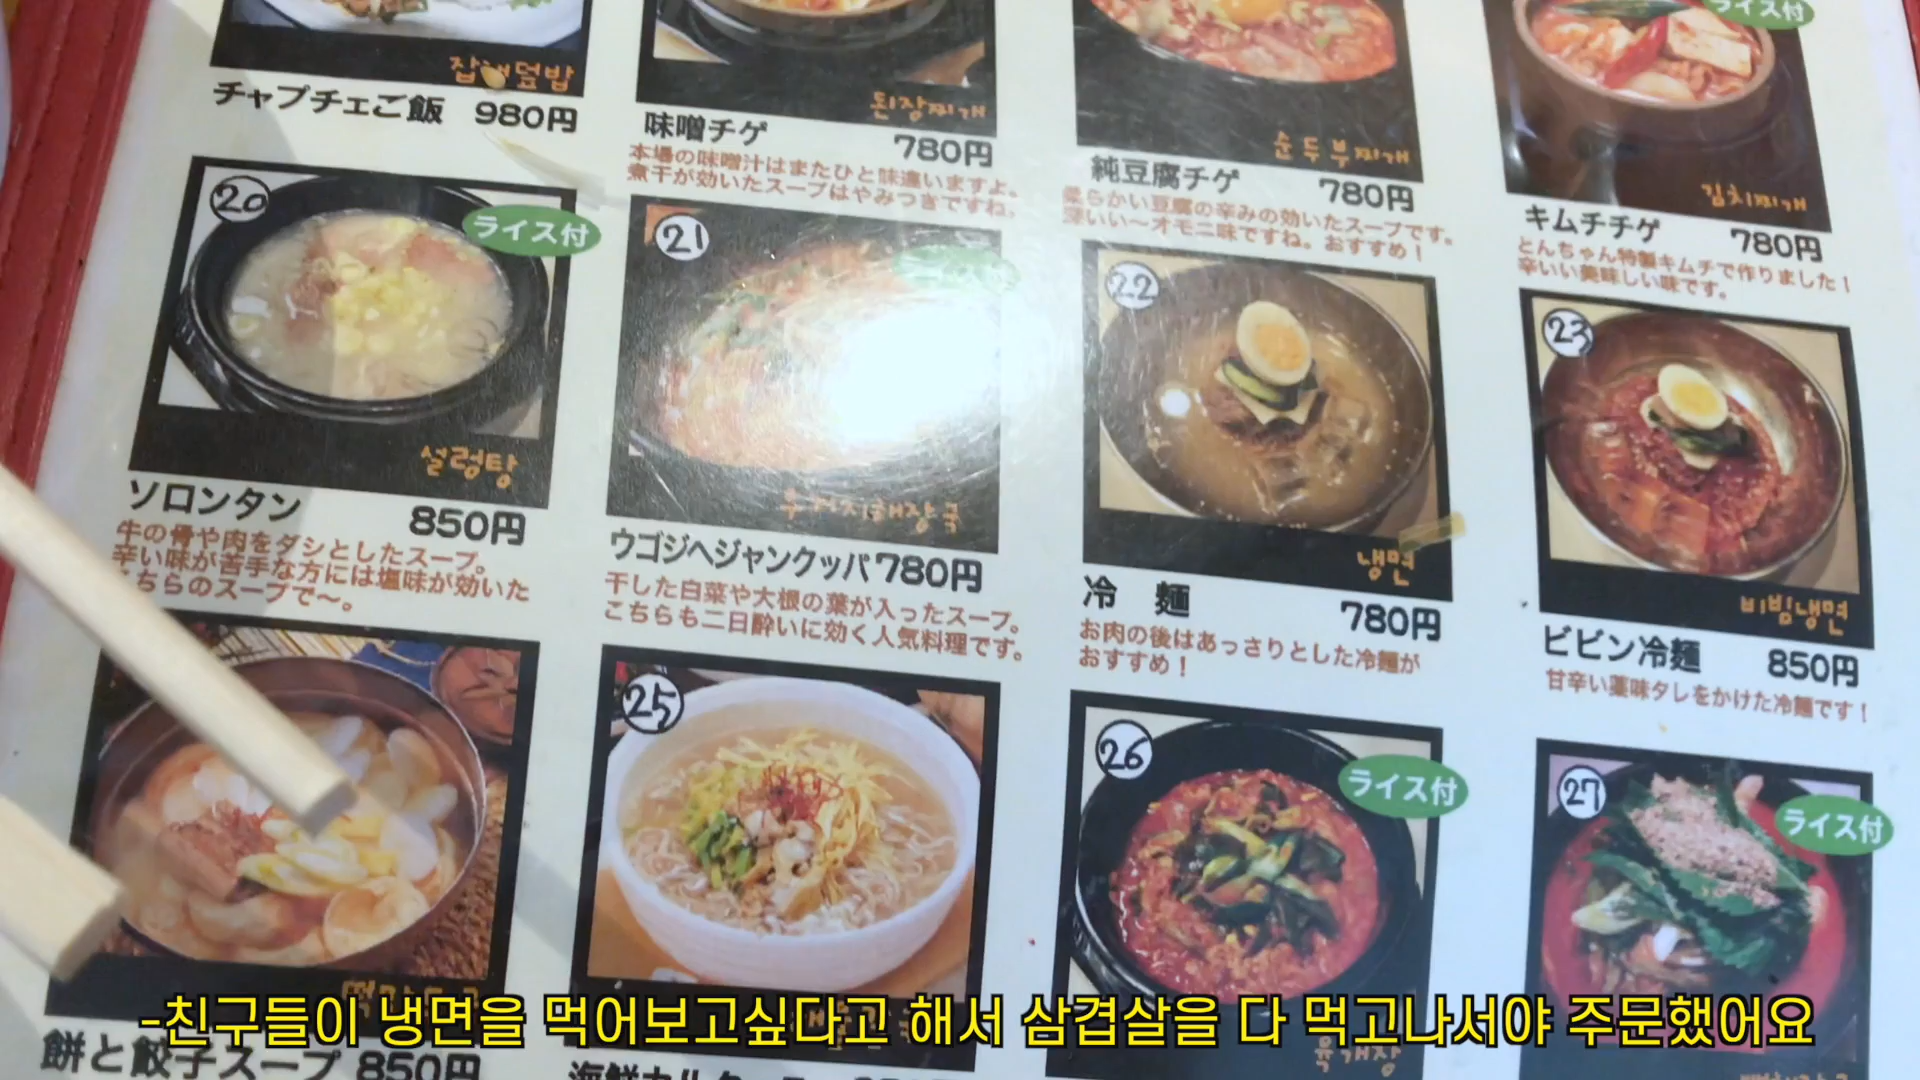 ライス付
잡채덮밥
チャプチェご飯 980円
된장찌개
味噌チゲ 780円
本場の味噌汁はまたひと味違いますよ。
煮干が効いたスープはやみつきですね。
순두부찌개
純豆腐チゲ 780円
柔らかい豆腐の辛みの効いたスープです。
深いい〜オモニ味ですね。おすすめ！
김치찌개
キムチチゲ 780円
とんちゃん特製キムチで作りました！
辛いい美味しい味です。
20
ライス付
설렁탕
ソロンタン 850円
牛の骨や肉をダシとしたスープ。
辛い味が苦手な方には塩味が効いた
こちらのスープで〜。
21
우거지해장국
ウゴジヘジャンクッパ 780円
干した白菜や大根の葉が入ったスープ。
こちらも二日酔いに効く人気料理です。
22
냉면
冷 麺 780円
お肉の後はあっさりとした冷麺が
おすすめ！
23
비빔냉면
ビビン冷麺 850円
甘辛い薬味タレをかけた冷麺です！
餅と餃子スープ 850円
25
26
ライス付
육개장
27
ライス付
-친구들이 냉면을 먹어보고싶다고 해서 삼겹살을 다 먹고나서야 주문했어요